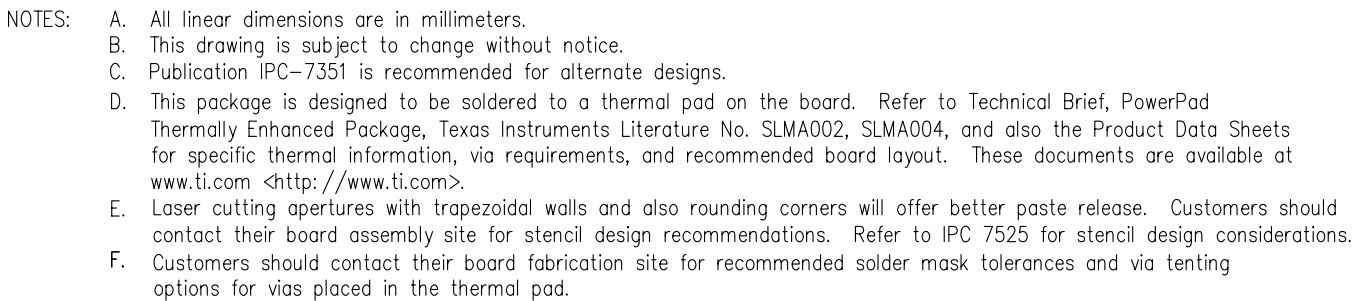 NOTES: A. All linear dimensions are in millimeters.
B. This drawing is subject to change without notice.
C. Publication IPC-7351 is recommended for alternate designs.
D. This package is designed to be soldered to a thermal pad on the board. Refer to Technical Brief, PowerPad
Thermally Enhanced Package, Texas Instruments Literature No. SLMA002, SLMA004, and also the Product Data Sheets
for specific thermal information, via requirements, and recommended board layout. These documents are available at
www.ti.com <http://www.ti.com>.
E. Laser cutting apertures with trapezoidal walls and also rounding corners will offer better paste release. Customers should
contact their board assembly site for stencil design recommendations. Refer to IPC 7525 for stencil design considerations.
F. Customers should contact their board fabrication site for recommended solder mask tolerances and via tenting
options for vias placed in the thermal pad.